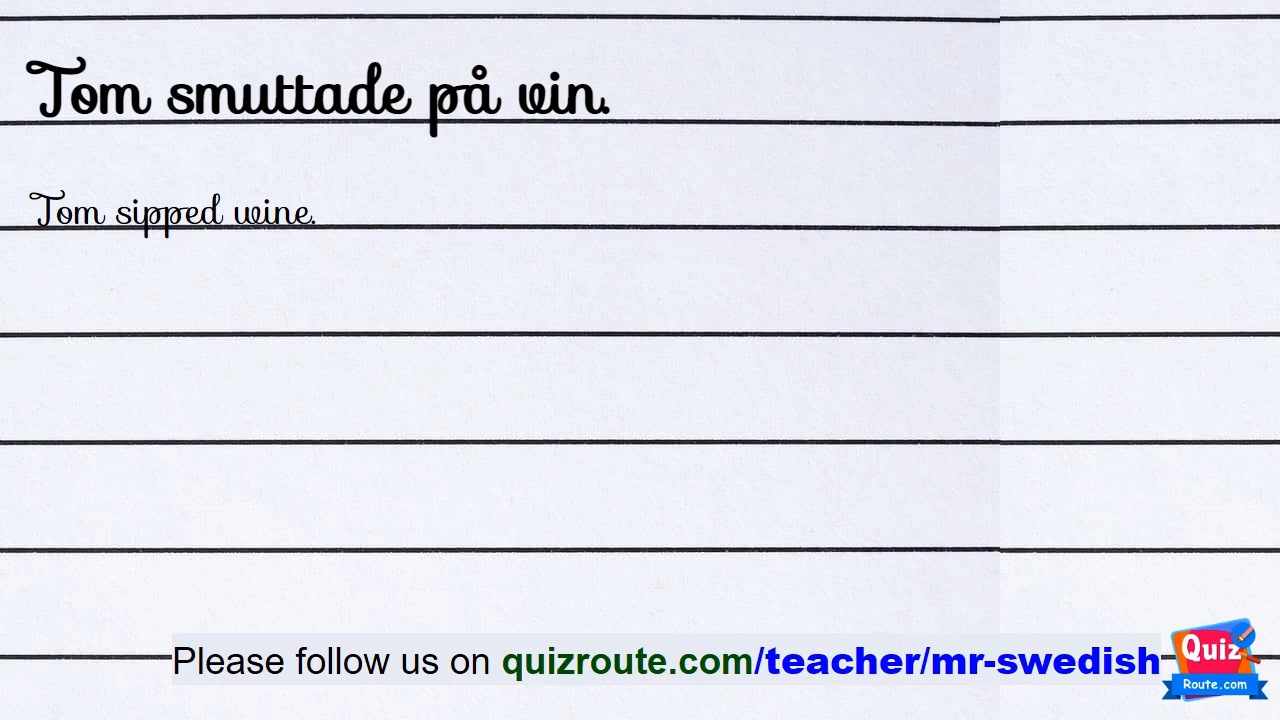 Tom smuttade på vin.
Tom sipped wine.
Please follow us on quizroute.com/teacher/mr-swedish
Quiz
Route.com